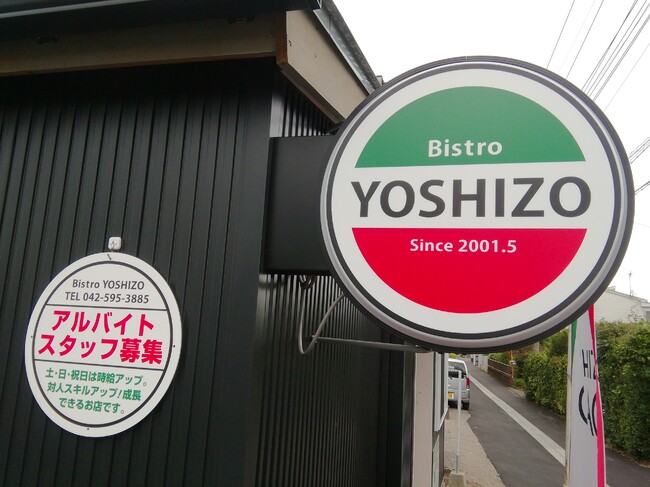 Bistro
YOSHIZO
Since 2001.5
Bistro YOSHIZO
TEL 042-595-3885
アルバイト
スタッフ募集
土・日・祝日は時給アップ。
対人スキルアップ!成長
できるお店です。
HIZ